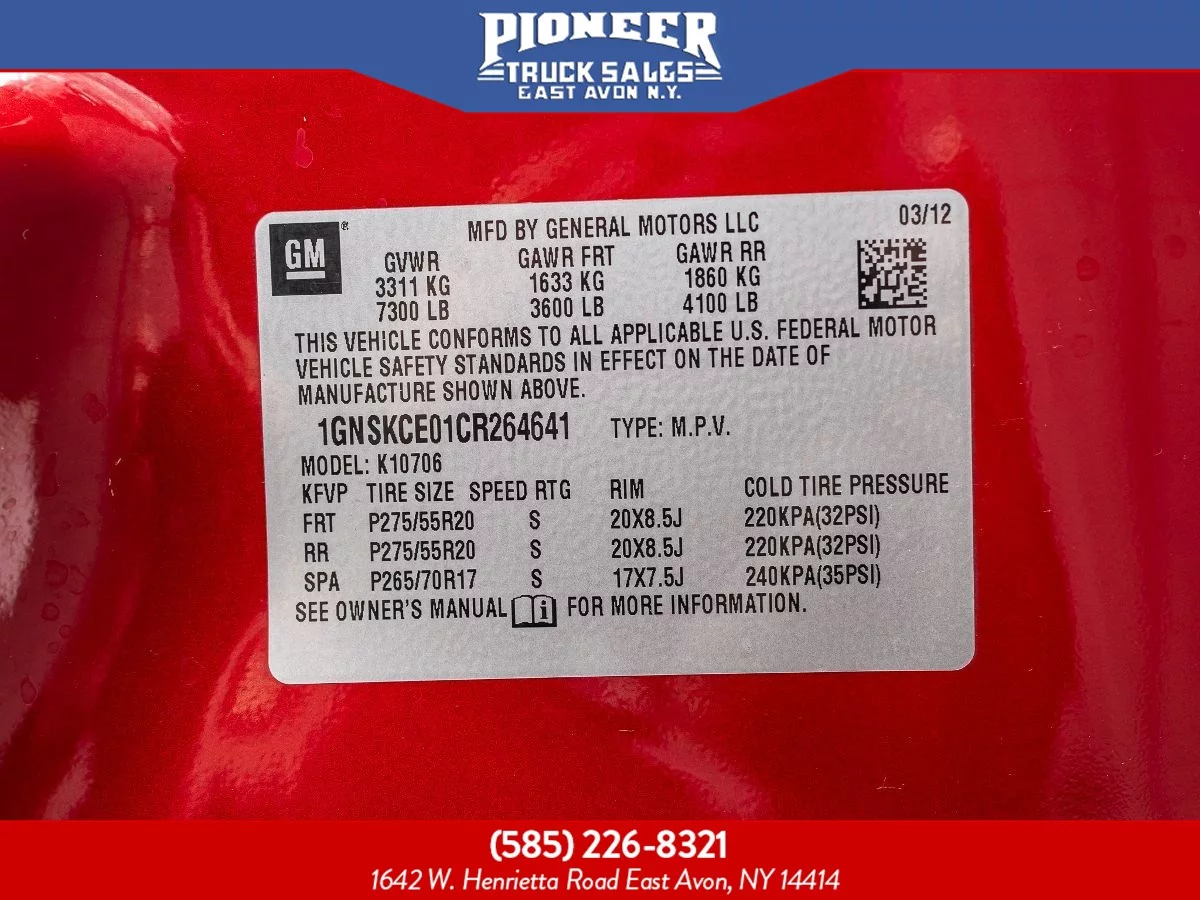 PIONEER
TRUCK SALES
EAST AVON N.Y.
GM ®
MFD BY GENERAL MOTORS LLC 03/12
GVWR GAWR FRT GAWR RR
3311 KG 1633 KG 1860 KG
7300 LB 3600 LB 4100 LB
THIS VEHICLE CONFORMS TO ALL APPLICABLE U.S. FEDERAL MOTOR
VEHICLE SAFETY STANDARDS IN EFFECT ON THE DATE OF
MANUFACTURE SHOWN ABOVE.
1GNSKCE01CR264641 TYPE: M.P.V.
MODEL: K10706
KFVP TIRE SIZE SPEED RTG RIM COLD TIRE PRESSURE
FRT P275/55R20 S 20X8.5J 220KPA(32PSI)
RR P275/55R20 S 20X8.5J 220KPA(32PSI)
SPA P265/70R17 S 17X7.5J 240KPA(35PSI)
SEE OWNER'S MANUAL i FOR MORE INFORMATION.
(585) 226-8321
1642 W. Henrietta Road East Avon, NY 14414